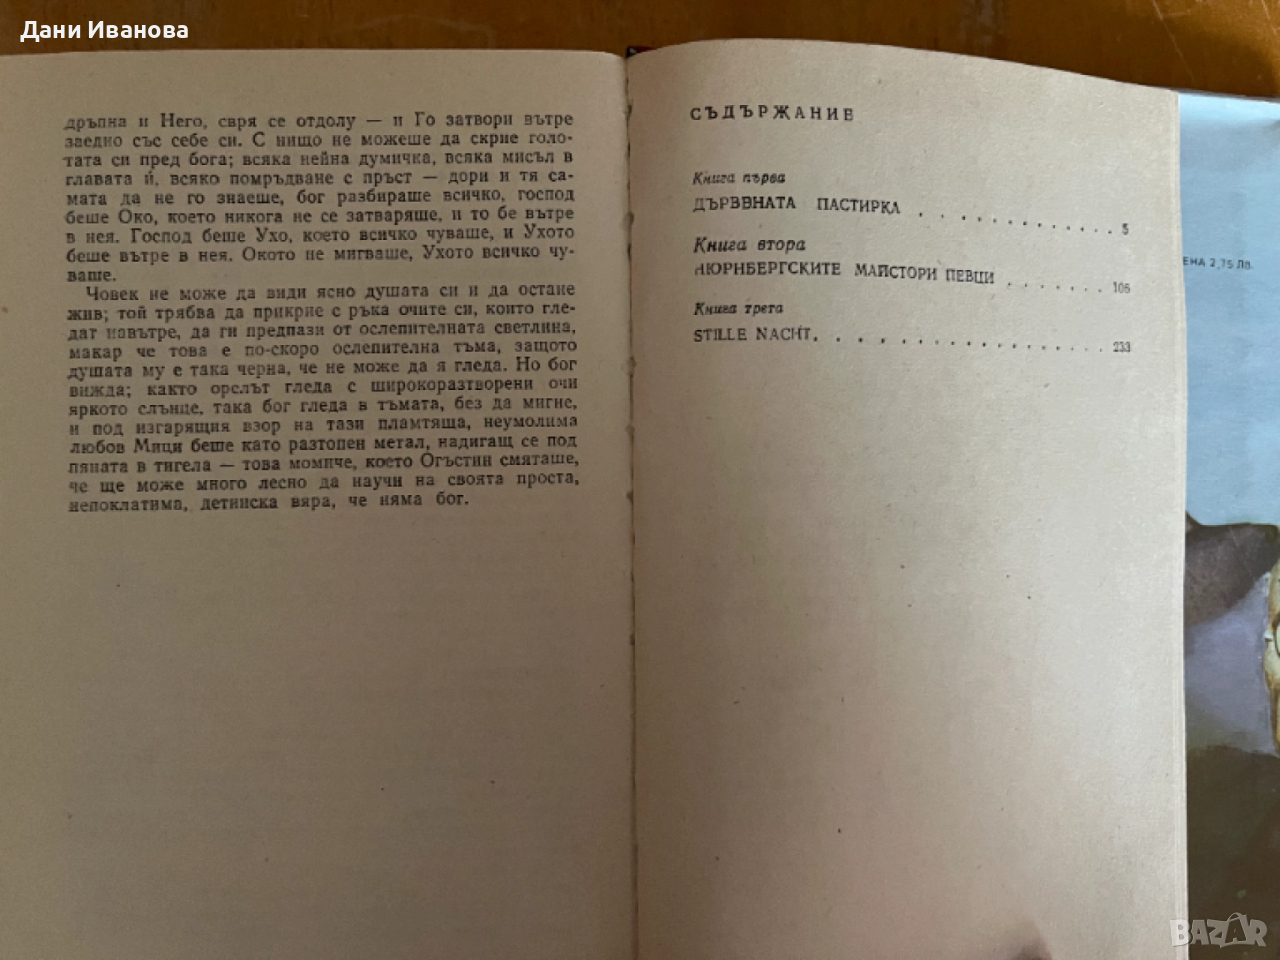 Дани Иванова
дръпна и Него, свря се отдолу — и Го затвори вътре
заедно със себе си. С нищо не можеше да скрие голо-
тата си пред бога; всяка нейна думичка, всяка мисъл в
главата ѝ, всяко помръдване с пръст — дори и тя са-
мата да не го знаеше, бог разбираше всичко, господ
беше Око, което никога не се затваряше, и то бе вътре
в нея. Господ беше Ухо, което всичко чуваше, и Ухото
беше вътре в нея. Окото не мигваше, Ухото всичко чу-
ваше.
Човек не може да види ясно душата си и да остане
жив; той трябва да прикрие с ръка очите си, които гле-
дат навътре, да ги предпази от ослепителната светлина,
макар че това е по-скоро ослепителна тъма, защото
душата му е така черна, че не може да я гледа. Но бог
вижда; както орелът гледа с широкоразтворени очи
яркото слънце, така бог гледа в тъмата, без да мигне,
и под изгарящия взор на тази пламтяща, неумолима
любов Мици беше като разтопен метал, надигащ се под
пяната в тигела — това момиче, което Огъстин смяташе,
че ще може много лесно да научи на своята проста,
непоклатима, детинска вяра, че няма бог.
СЪДЪРЖАНИЕ
Книга първа
ДЪРВЕНАТА ПАСТИРКА . . . . . . . . . . . . 5
Книга втора
НЮРНБЕРГСКИТЕ МАЙСТОРИ ПЕВЦИ . . . . . . . 106
Книга трета
STILLE NACHT. . . . . . . . . . . . . . . . . 233
ЕНА 2,75 ЛВ.
BAZAR